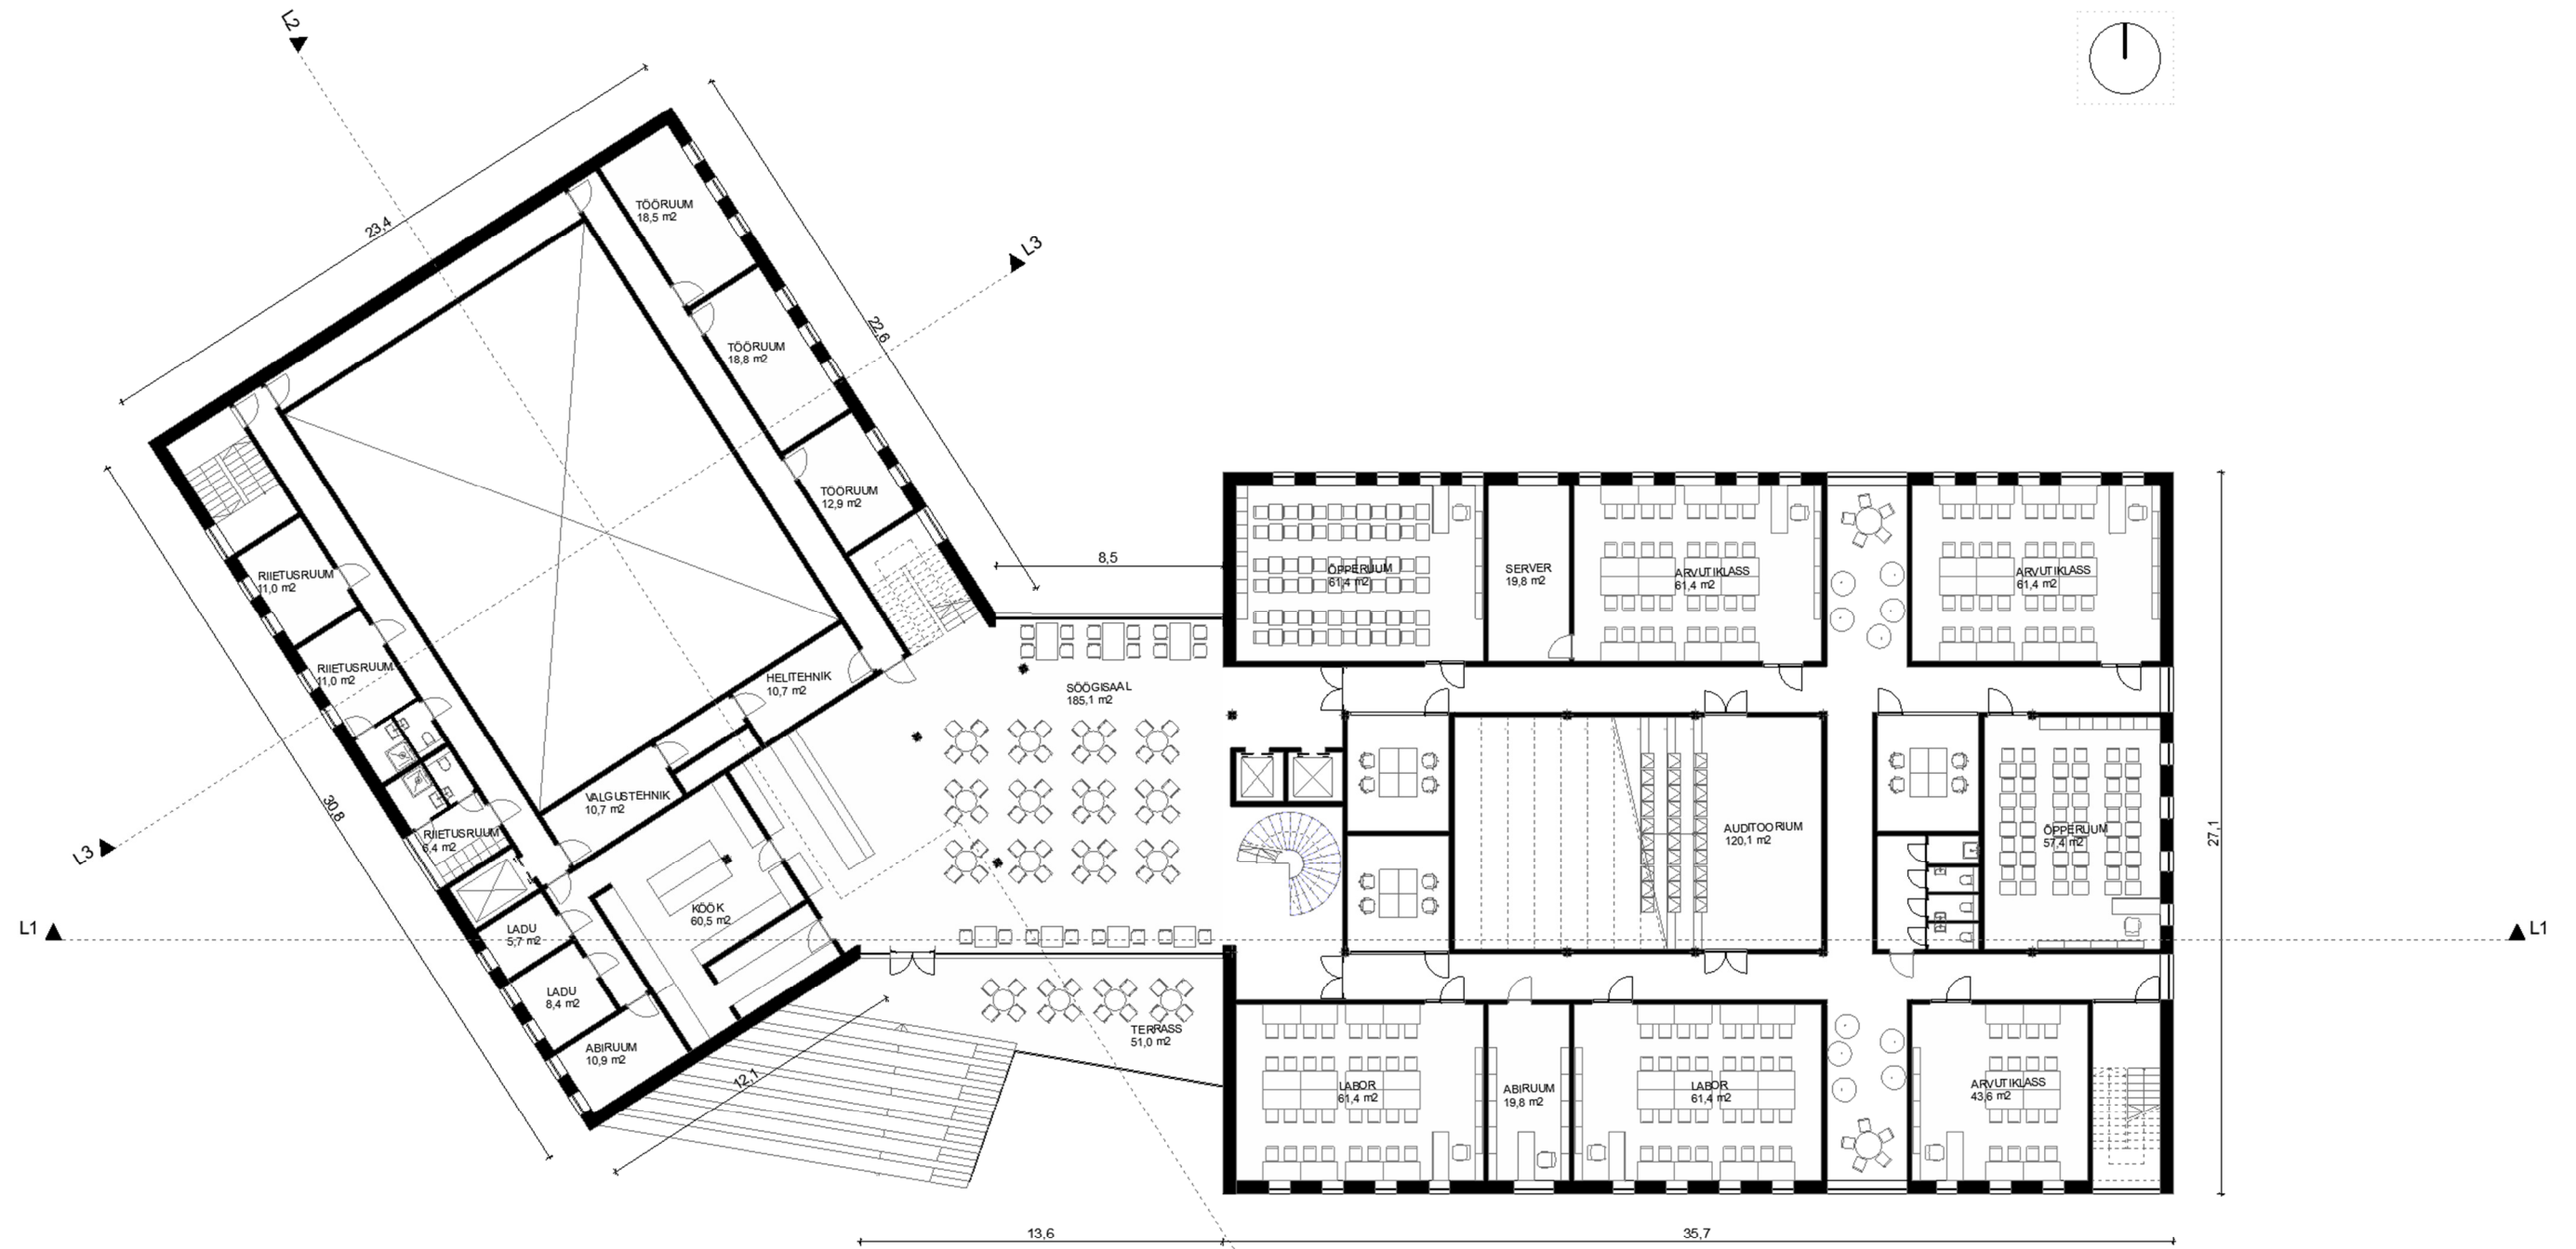 L2
23,4
TÖÖRUUM
18,5 m2
L3
22,6
TÖÖRUUM
18,8 m2
TÖÖRUUM
12,9 m2
8,5
RIIETUSRUUM
11,0 m2
RIIETUSRUUM
11,0 m2
HELITEHNIK
10,7 m2
SÖÖGISAAL
185,1 m2
ÕPPERUUM
61,4 m2
SERVER
19,8 m2
ARVUTIKLASS
61,4 m2
ARVUTIKLASS
61,4 m2
30,8
VALGUSTEHNIK
10,7 m2
RIIETUSRUUM
6,4 m2
L3
AUDITOORIUM
120,1 m2
ÕPPERUUM
57,4 m2
27,1
KÖÖK
60,5 m2
L1
LADU
5,7 m2
L1
LADU
8,4 m2
ABIRUUM
10,9 m2
12,1
TERRASS
51,0 m2
LABOR
61,4 m2
ABIRUUM
19,8 m2
LABOR
61,4 m2
ARVUTIKLASS
43,6 m2
13,6
35,7